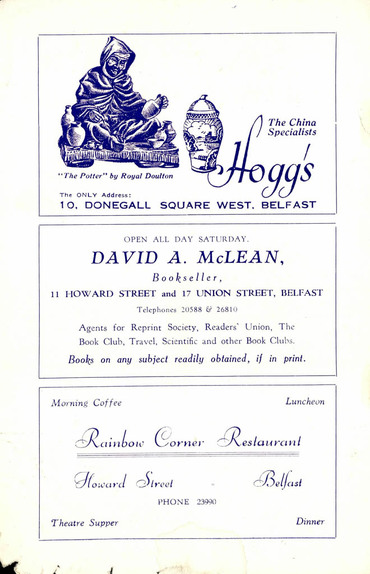 The China
Specialists
Hogg's
"The Potter" by Royal Doulton
The ONLY Address:
10, DONEGALL SQUARE WEST, BELFAST
OPEN ALL DAY SATURDAY.
DAVID A. McLEAN,
Bookseller,
11 HOWARD STREET and 17 UNION STREET, BELFAST
Telephones 20588 & 26810
Agents for Reprint Society, Readers' Union, The
Book Club, Travel, Scientific and other Book Clubs.
Books on any subject readily obtained, if in print.
Morning Coffee Luncheon
Rainbow Corner Restaurant
Howard Street Belfast
PHONE 23990
Theatre Supper Dinner